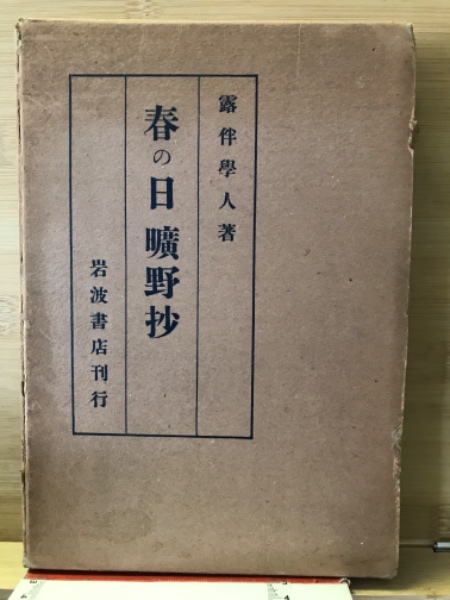 露伴學人著
春の日 曠野抄
岩波書店刊行